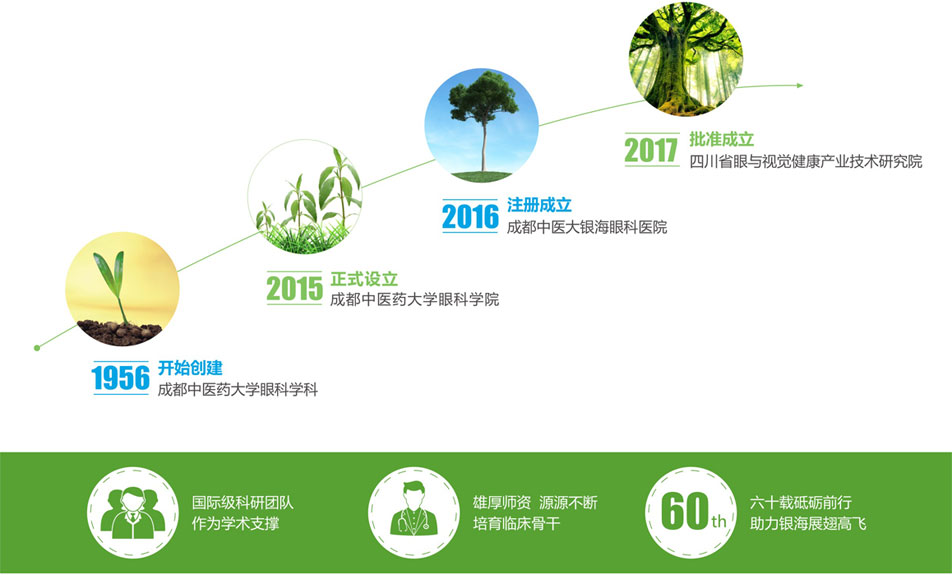 2017 批准成立
四川省眼与视觉健康产业技术研究院
2016 注册成立
成都中医大银海眼科医院
2015 正式设立
成都中医药大学眼科学院
1956 开始创建
成都中医药大学眼科学科
国际级科研团队
作为学术支撑
雄厚师资 源源不断
培育临床骨干
60th
六十载砥砺前行
助力银海展翅高飞